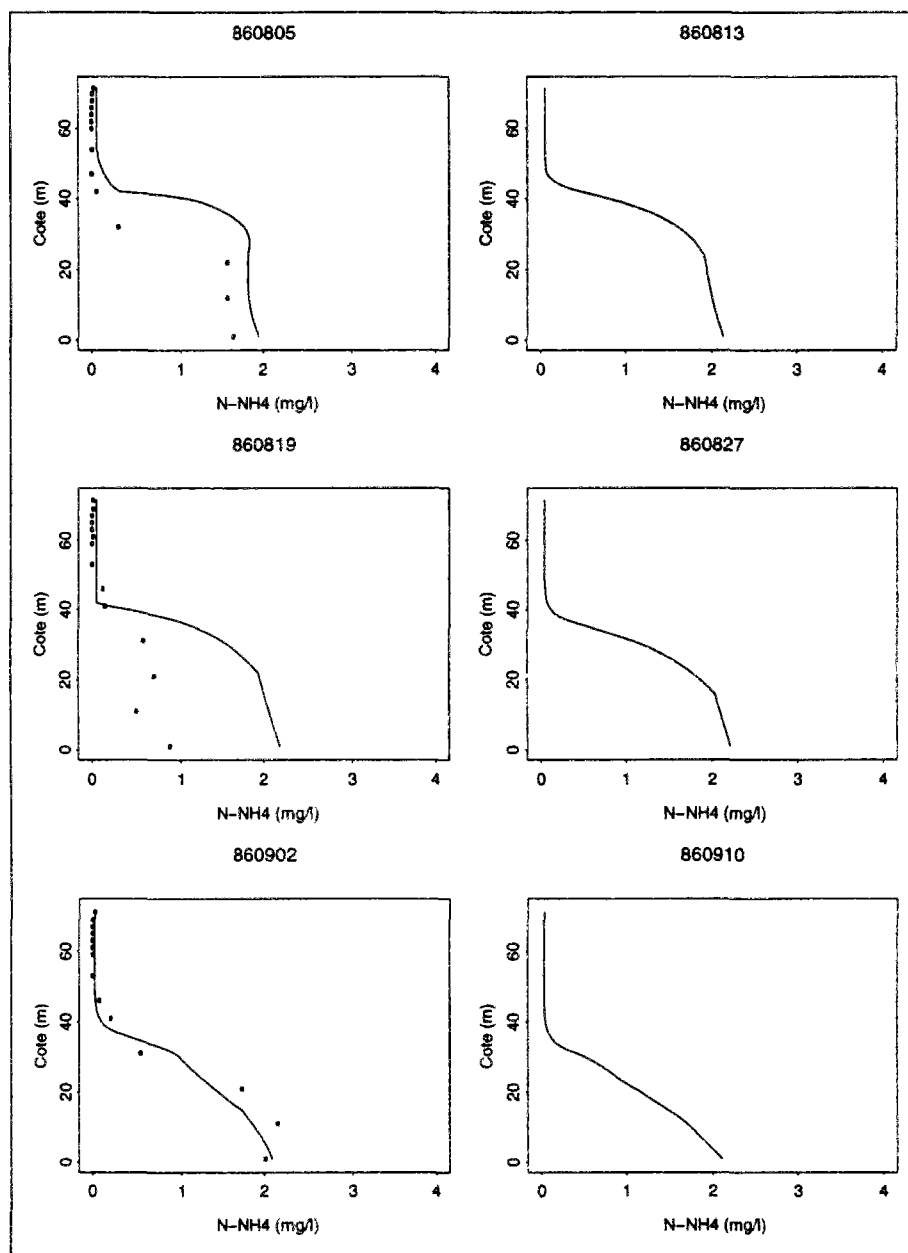 860805
860813
Cote (m)
0 20 40 60
0 1 2 3 4
N-NH4 (mg/l)
Cote (m)
0 20 40 60
0 1 2 3 4
N-NH4 (mg/l)
860819
860827
Cote (m)
0 20 40 60
0 1 2 3 4
N-NH4 (mg/l)
Cote (m)
0 20 40 60
0 1 2 3 4
N-NH4 (mg/l)
860902
860910
Cote (m)
0 20 40 60
0 1 2 3 4
N-NH4 (mg/l)
Cote (m)
0 20 40 60
0 1 2 3 4
N-NH4 (mg/l)